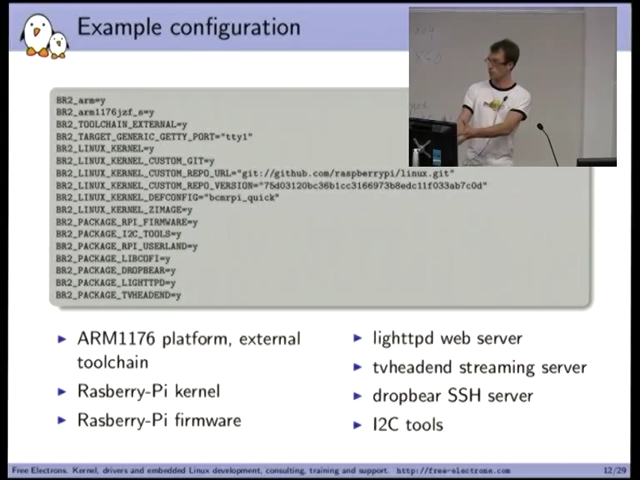 Example configuration
BR2_arm=y
BR2_arm1176jzf_s=y
BR2_TOOLCHAIN_EXTERNAL=y
BR2_TARGET_GENERIC_GETTY_PORT="tty1"
BR2_LINUX_KERNEL=y
BR2_LINUX_KERNEL_CUSTOM_GIT=y
BR2_LINUX_KERNEL_CUSTOM_REPO_URL="git://github.com/raspberrypi/linux.git"
BR2_LINUX_KERNEL_CUSTOM_REPO_VERSION="75d03120bc36b1cc3166973b8edc11f033ab7c0d"
BR2_LINUX_KERNEL_DEFCONFIG="bcmrpi_quick"
BR2_LINUX_KERNEL_ZIMAGE=y
BR2_PACKAGE_RPI_FIRMWARE=y
BR2_PACKAGE_I2C_TOOLS=y
BR2_PACKAGE_RPI_USERLAND=y
BR2_PACKAGE_LIBCOFI=y
BR2_PACKAGE_DROPBEAR=y
BR2_PACKAGE_LIGHTTPD=y
BR2_PACKAGE_TVHEADEND=y
ARM1176 platform, external
toolchain
Rasberry-Pi kernel
Rasberry-Pi firmware
lighttpd web server
tvheadend streaming server
dropbear SSH server
I2C tools
Free Electrons. Kernel, drivers and embedded Linux development, consulting, training and support. http://free-electrons.com
12/29